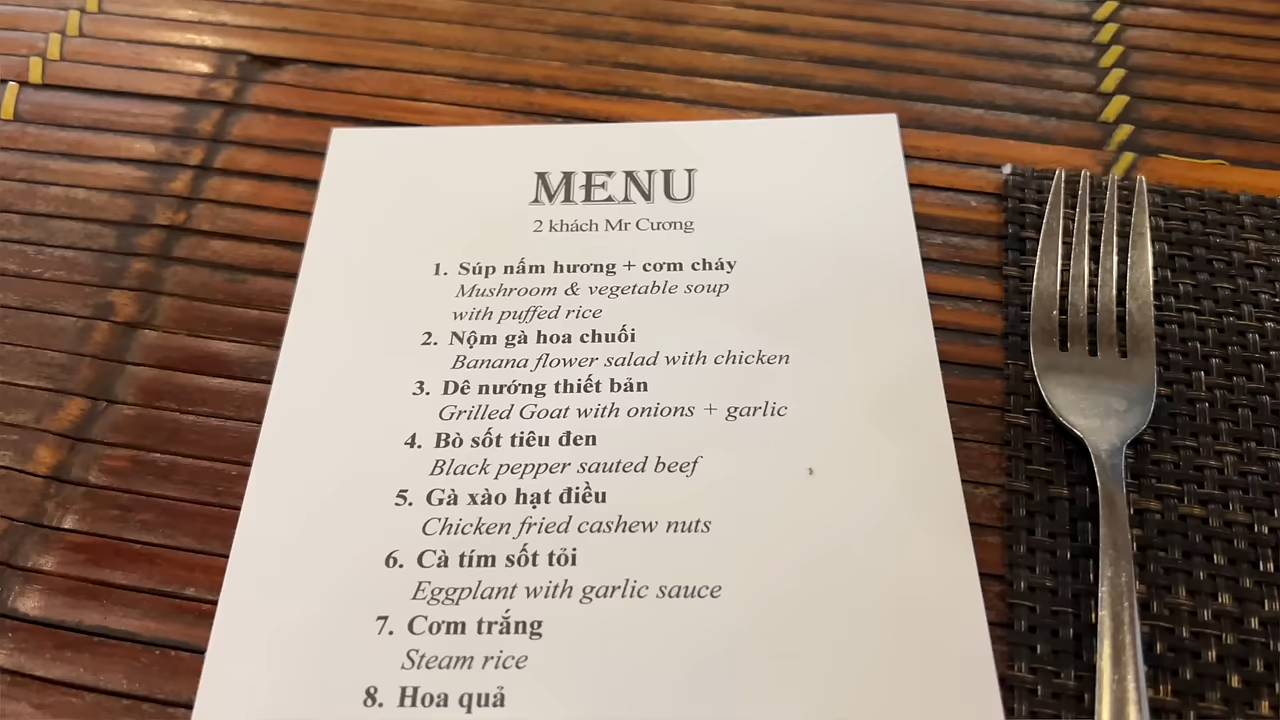 MENU
2 khách Mr Cương
1. Súp nấm hương + cơm cháy
Mushroom & vegetable soup
with puffed rice
2. Nộm gà hoa chuối
Banana flower salad with chicken
3. Dê nướng thiết bản
Grilled Goat with onions + garlic
4. Bò sốt tiêu đen
Black pepper sauted beef
5. Gà xào hạt điều
Chicken fried cashew nuts
6. Cà tím sốt tỏi
Eggplant with garlic sauce
7. Cơm trắng
Steam rice
8. Hoa quả